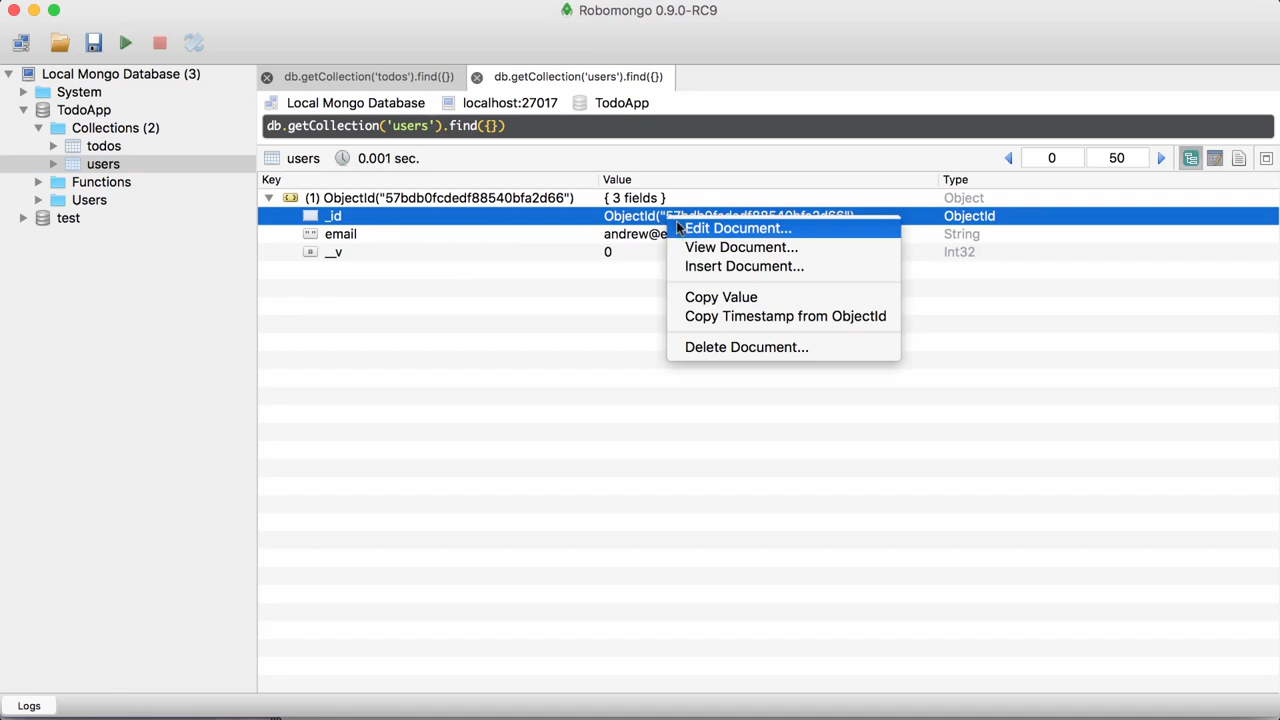 Robomongo 0.9.0-RC9
Local Mongo Database (3)
System
TodoApp
Collections (2)
todos
users
Functions
Users
test
db.getCollection('todos').find({})
db.getCollection('users').find({})
Local Mongo Database localhost:27017 TodoApp
db.getCollection('users').find({})
users 0.001 sec. 0 50
Key Value Type
(1) ObjectId("57bdb0fcdedf88540bfa2d66") { 3 fields } Object
_id ObjectId("57bdb0fcdedf88540bfa2d66") ObjectId
email andrew@e String
__v 0 Int32
Edit Document...
View Document...
Insert Document...
Copy Value
Copy Timestamp from ObjectId
Delete Document...
Logs